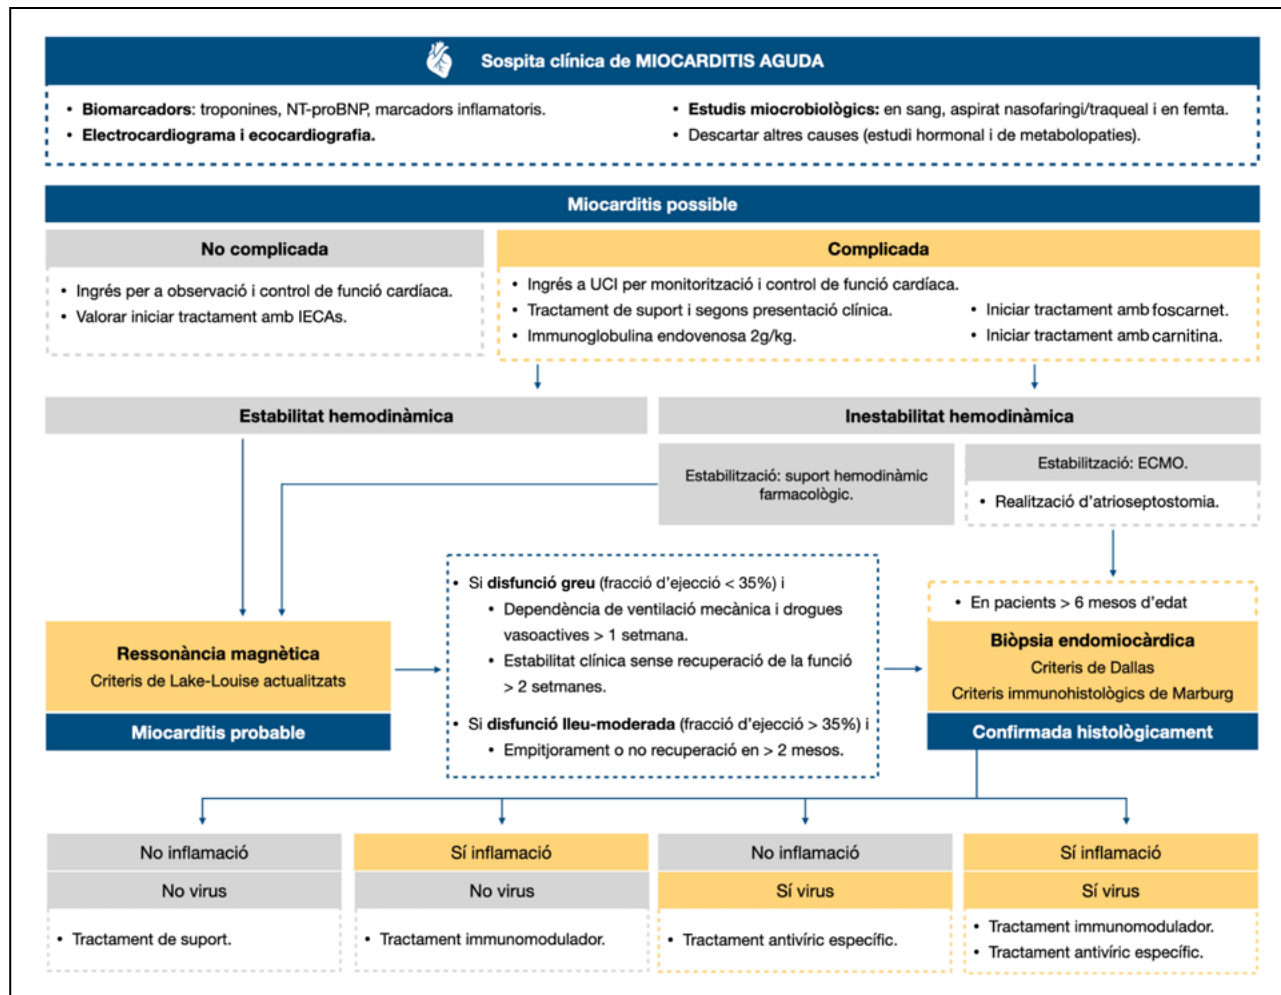 Sospita clínica de MIOCARDITIS AGUDA
• Biomarcadors: troponines, NT-proBNP, marcadors inflamatoris.
• Electrocardiograma i ecocardiografia.
• Estudis miocrobiològics: en sang, aspirat nasofaringi/traqueal i en femta.
• Descartar altres causes (estudi hormonal i de metabolopaties).
Miocarditis possible
No complicada
• Ingrés per a observació i control de funció cardíaca.
• Valorar iniciar tractament amb IECAs.
Complicada
• Ingrés a UCI per monitorització i control de funció cardíaca.
• Tractament de suport i segons presentació clínica.
• Immunoglobulina endovenosa 2g/kg.
• Iniciar tractament amb foscarnet.
• Iniciar tractament amb carnitina.
Estabilitat hemodinàmica
Inestabilitat hemodinàmica
Estabilització: suport hemodinàmic
farmacològic.
Estabilització: ECMO.
• Realització d'atrioseptostomia.
• Si disfunció greu (fracció d'ejecció < 35%) i
• Dependència de ventilació mecànica i drogues
vasoactives > 1 setmana.
• Estabilitat clínica sense recuperació de la funció
> 2 setmanes.
• Si disfunció lleu-moderada (fracció d'ejecció > 35%) i
• Empitjorament o no recuperació en > 2 mesos.
Ressonància magnètica
Criteris de Lake-Louise actualitzats
Miocarditis probable
• En pacients > 6 mesos d'edat
Biòpsia endomiocàrdica
Criteris de Dallas
Criteris immunohistològics de Marburg
Confirmada histològicament
No inflamació
No virus
• Tractament de suport.
Sí inflamació
No virus
• Tractament immunomodulador.
No inflamació
Sí virus
• Tractament antivíric específic.
Sí inflamació
Sí virus
• Tractament immunomodulador.
• Tractament antivíric específic.